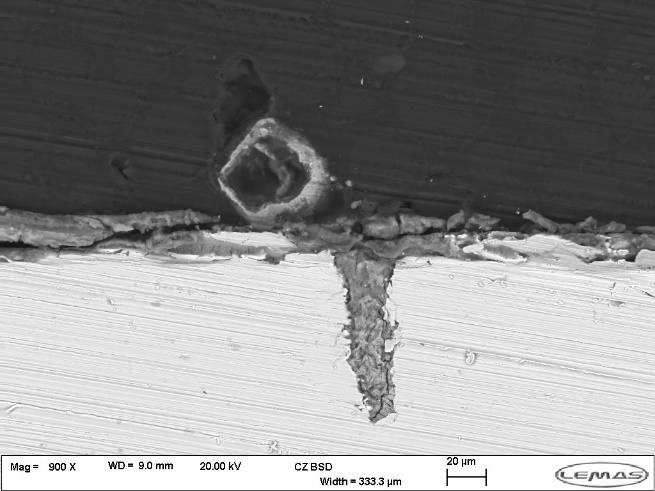 Mag = 900 X WD = 9.0 mm 20.00 kV CZ BSD 20 µm
Width = 333.3 µm
LEMAS